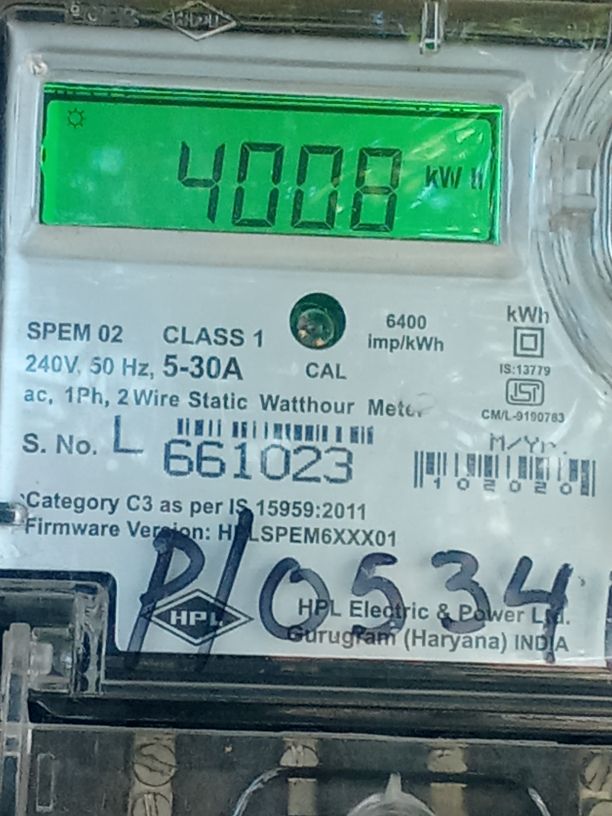 4008 kWh
SPEM 02 CLASS 1
6400
imp/kWh
kWh
240V, 50 Hz, 5-30A
CAL
IS:13779
ISI
ac, 1Ph, 2 Wire Static Watthour Meter
CM/L-9190783
S. No. L 661023
M/Yr.
102020
Category C3 as per IS 15959:2011
Firmware Version: HPLSPEM6XXX01
P/0534
HPL
HPL Electric & Power Ltd.
Gurugram (Haryana) INDIA